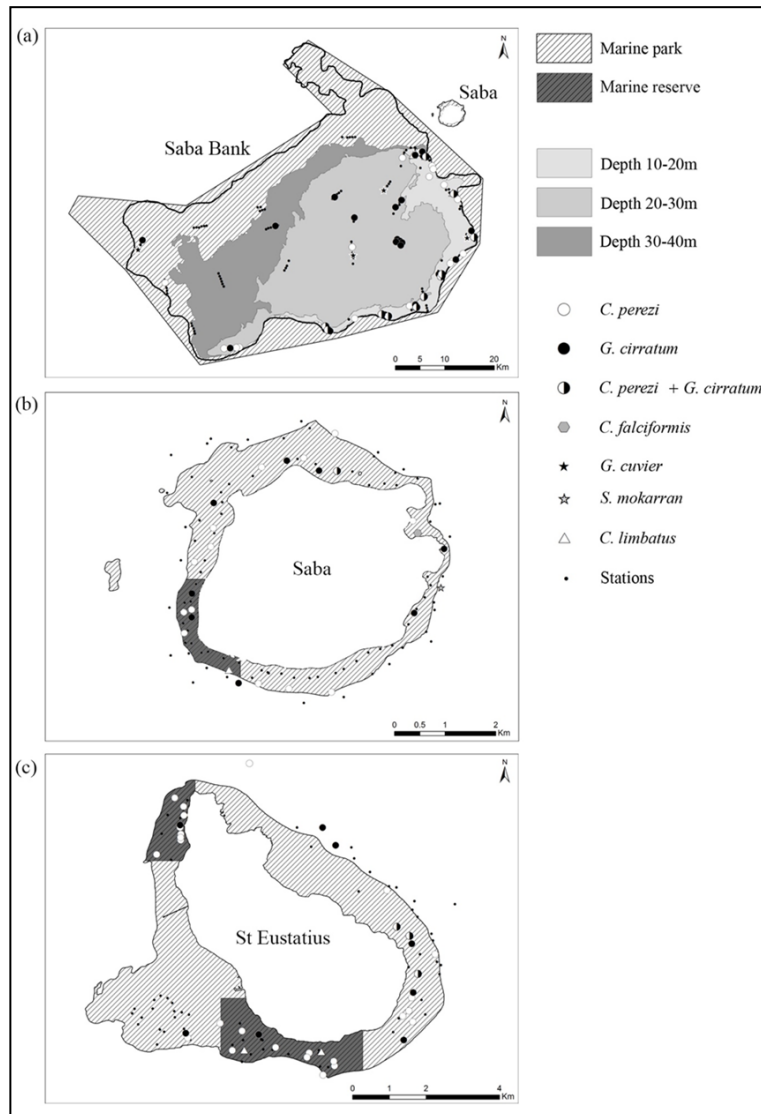 (a)
N
Saba
Saba Bank
0 5 10 20
Km
(b)
N
Saba
0 0.5 1 2
Km
(c)
N
St Eustatius
0 1 2 4
Km
Marine park
Marine reserve
Depth 10-20m
Depth 20-30m
Depth 30-40m
C. perezi
G. cirratum
C. perezi + G. cirratum
C. falciformis
G. cuvier
S. mokarran
C. limbatus
Stations